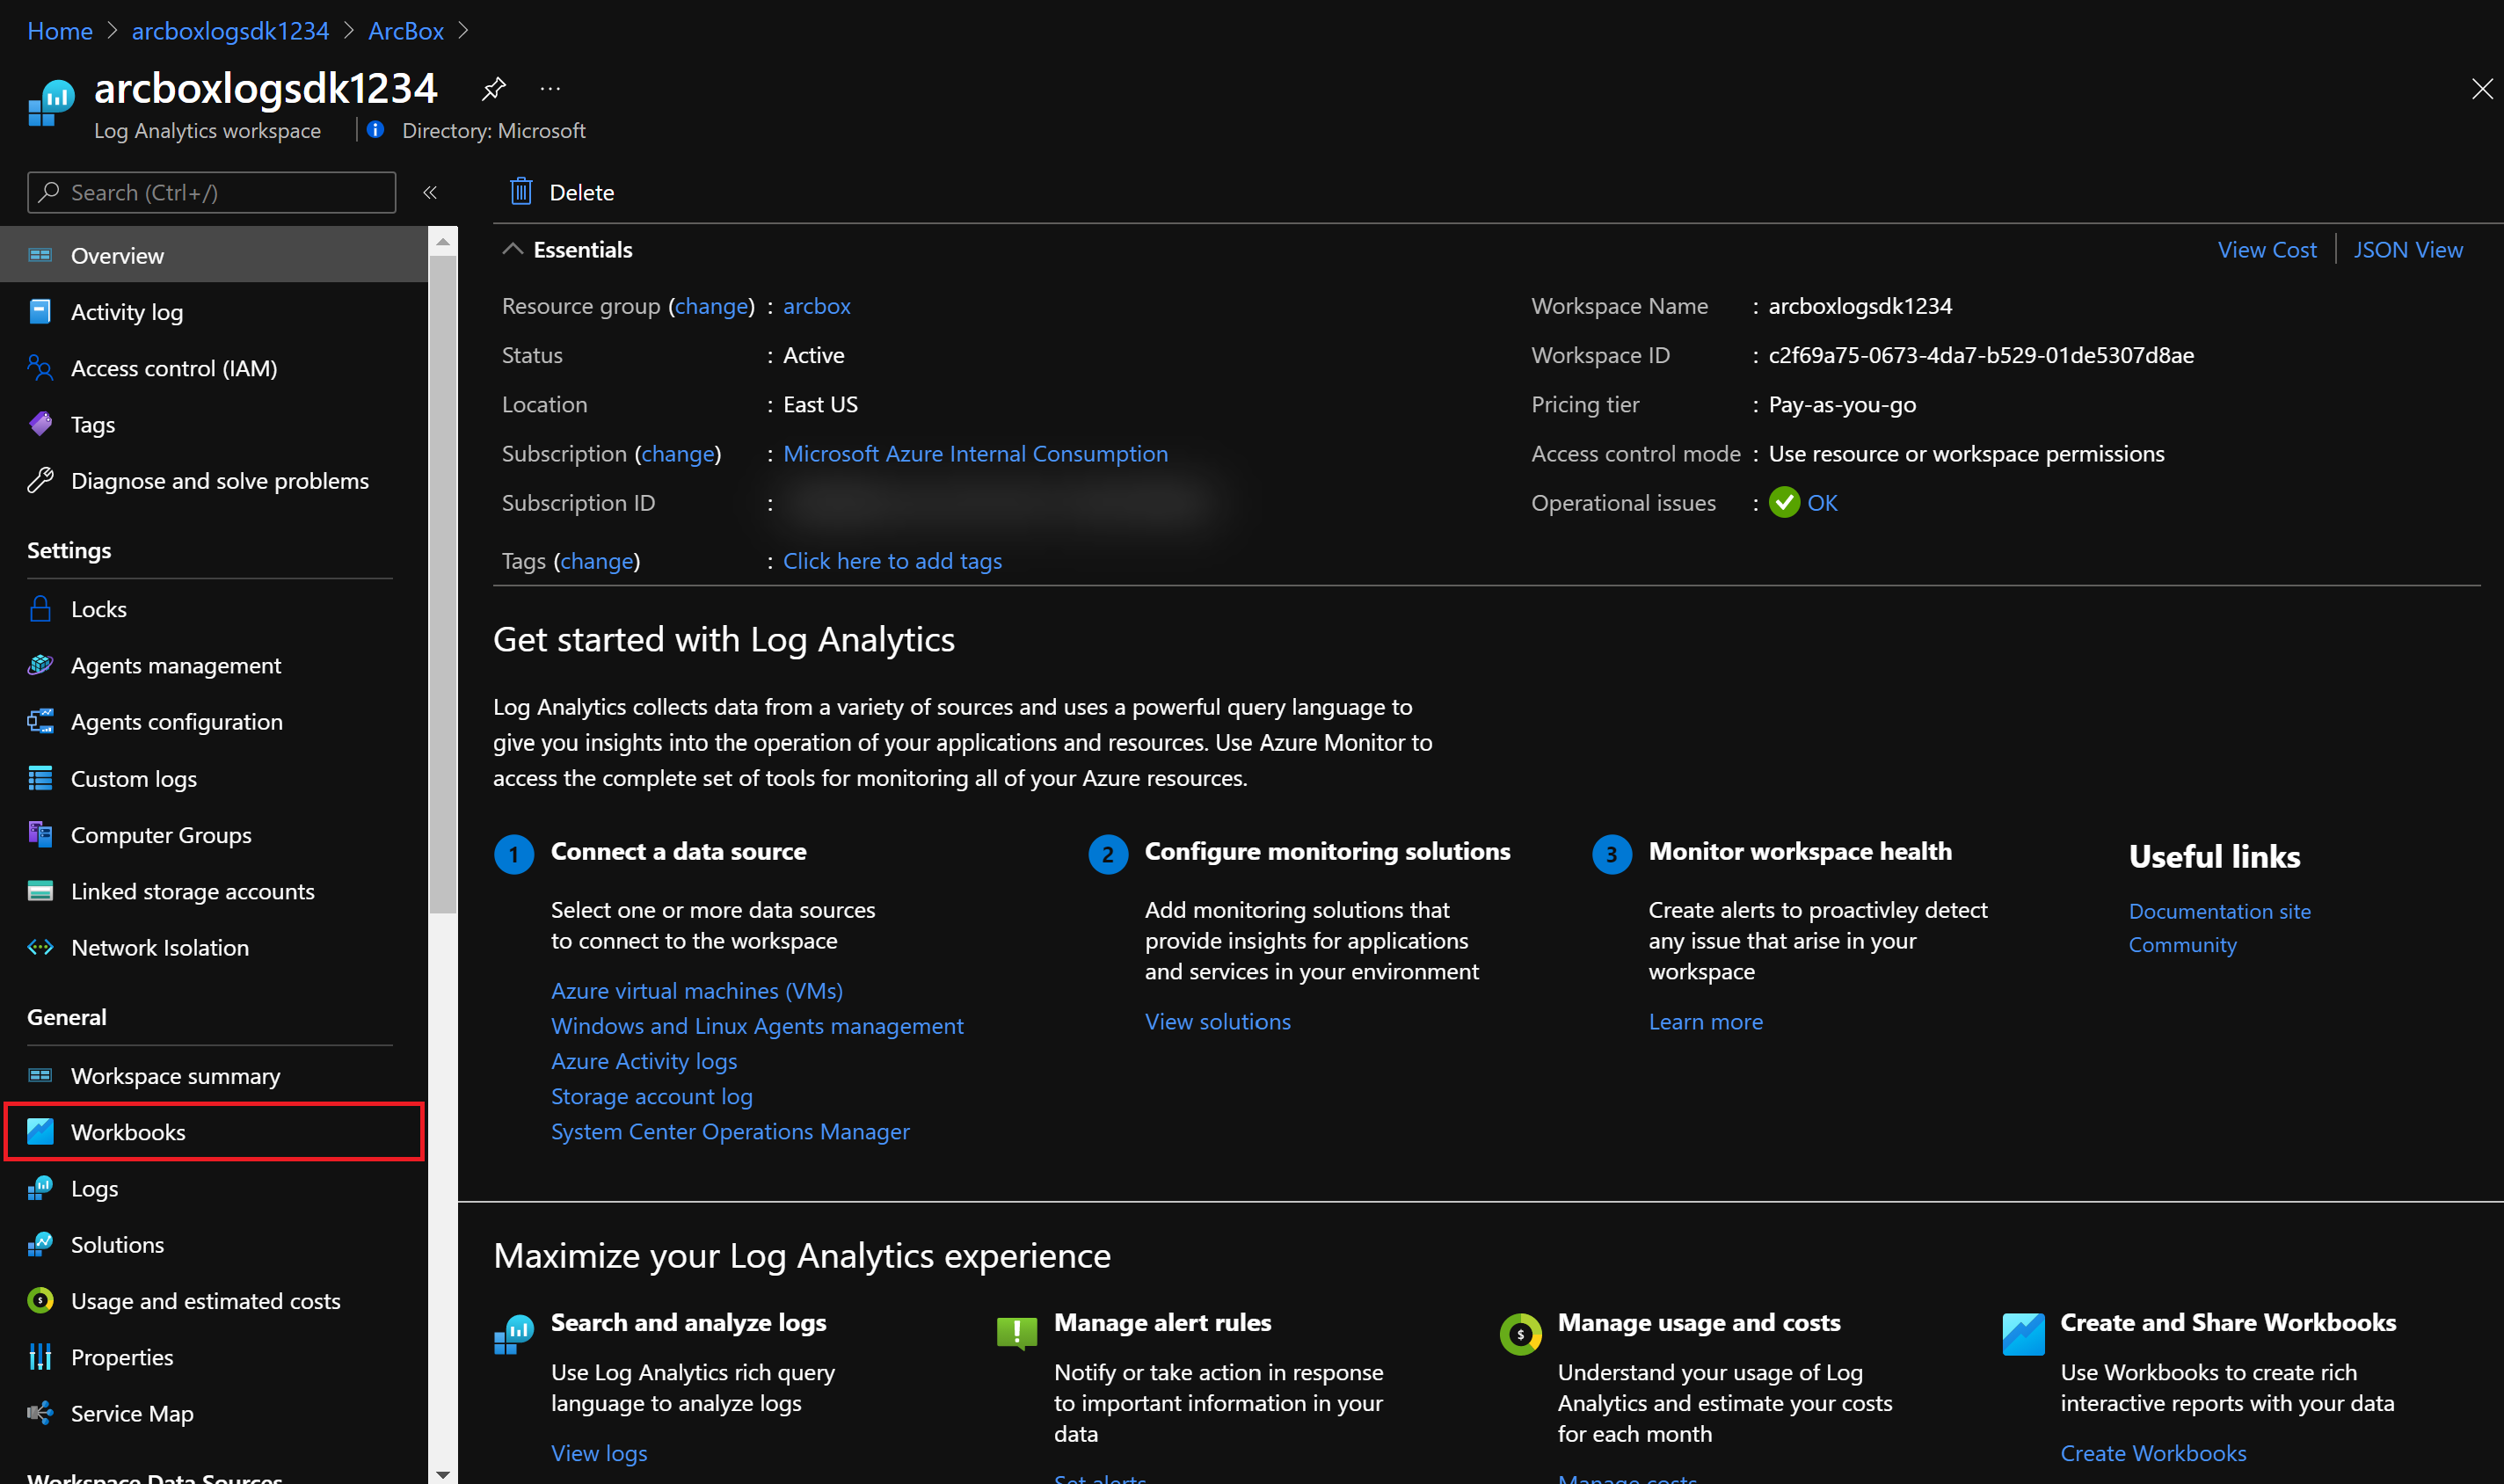 Home > arcboxlogsdk1234 > ArcBox >
arcboxlogsdk1234 ...
Log Analytics workspace | Directory: Microsoft
Search (Ctrl+/)
«
Overview
Activity log
Access control (IAM)
Tags
Diagnose and solve problems
Settings
Locks
Agents management
Agents configuration
Custom logs
Computer Groups
Linked storage accounts
Network Isolation
General
Workspace summary
Workbooks
Logs
Solutions
Usage and estimated costs
Properties
Service Map
Workspace Data Sources
Delete
Essentials
View Cost | JSON View
Resource group (change) : arcbox
Status : Active
Location : East US
Subscription (change) : Microsoft Azure Internal Consumption
Subscription ID :
Tags (change) : Click here to add tags
Workspace Name : arcboxlogsdk1234
Workspace ID : c2f69a75-0673-4da7-b529-01de5307d8ae
Pricing tier : Pay-as-you-go
Access control mode : Use resource or workspace permissions
Operational issues : OK
Get started with Log Analytics
Log Analytics collects data from a variety of sources and uses a powerful query language to
give you insights into the operation of your applications and resources. Use Azure Monitor to
access the complete set of tools for monitoring all of your Azure resources.
1 Connect a data source
Select one or more data sources
to connect to the workspace
Azure virtual machines (VMs)
Windows and Linux Agents management
Azure Activity logs
Storage account log
System Center Operations Manager
2 Configure monitoring solutions
Add monitoring solutions that
provide insights for applications
and services in your environment
View solutions
3 Monitor workspace health
Create alerts to proactivley detect
any issue that arise in your
workspace
Learn more
Useful links
Documentation site
Community
Maximize your Log Analytics experience
Search and analyze logs
Use Log Analytics rich query
language to analyze logs
View logs
Manage alert rules
Notify or take action in response
to important information in your
data
Set alerts
Manage usage and costs
Understand your usage of Log
Analytics and estimate your costs
for each month
Manage costs
Create and Share Workbooks
Use Workbooks to create rich
interactive reports with your data
Create Workbooks